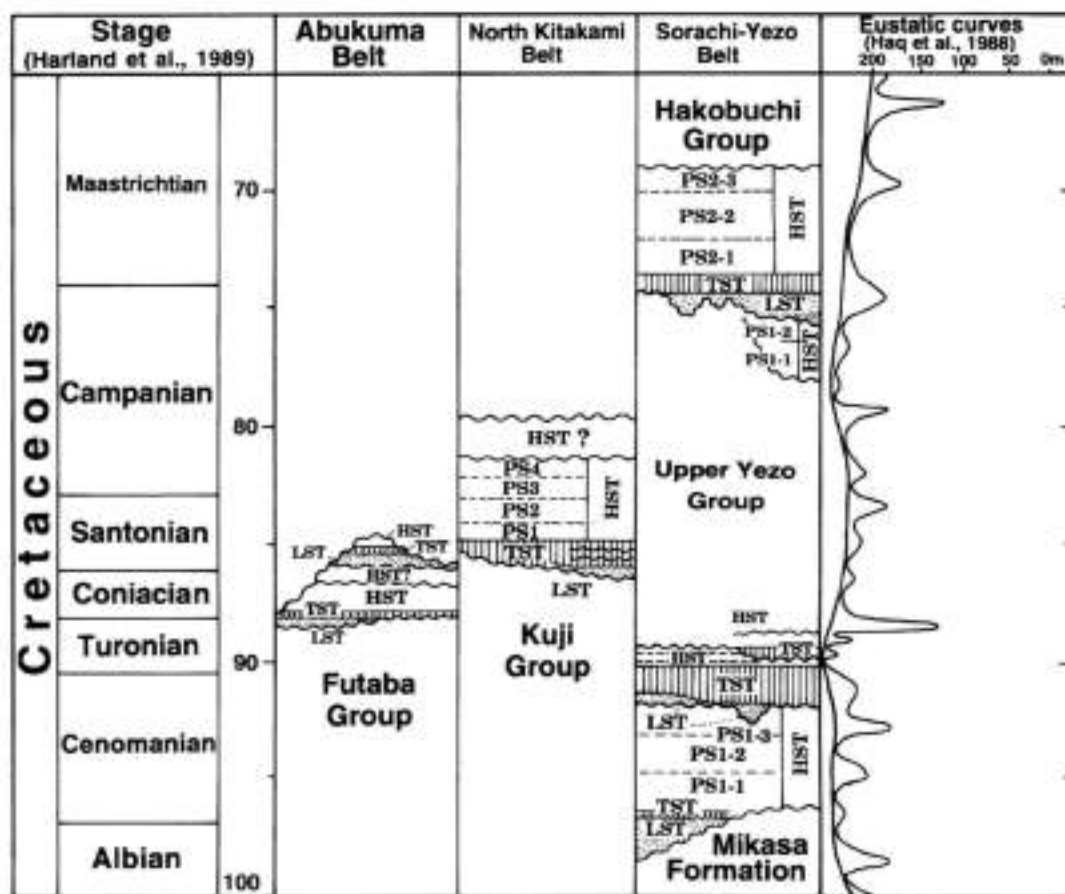 Stage
(Harland et al., 1989)
Abukuma
Belt
North Kitakami
Belt
Sorachi-Yezo
Belt
Eustatic curves
(Haq et al., 1988)
200 150 100 50 0m
Cretaceous
Maastrichtian
Campanian
Santonian
Coniacian
Turonian
Cenomanian
Albian
70
80
90
100
HST
LST
TST
HST?
HST
TST
LST
Futaba
Group
HST ?
PS4
PS3
PS2
PS1
HST
TST
LST
Kuji
Group
Hakobuchi
Group
PS2-3
PS2-2
PS2-1
HST
TST
LST
PS1-2
PS1-1
HST
Upper Yezo
Group
HST
TST
HST
TST
LST
PS1-3
PS1-2
PS1-1
HST
TST
LST
Mikasa
Formation